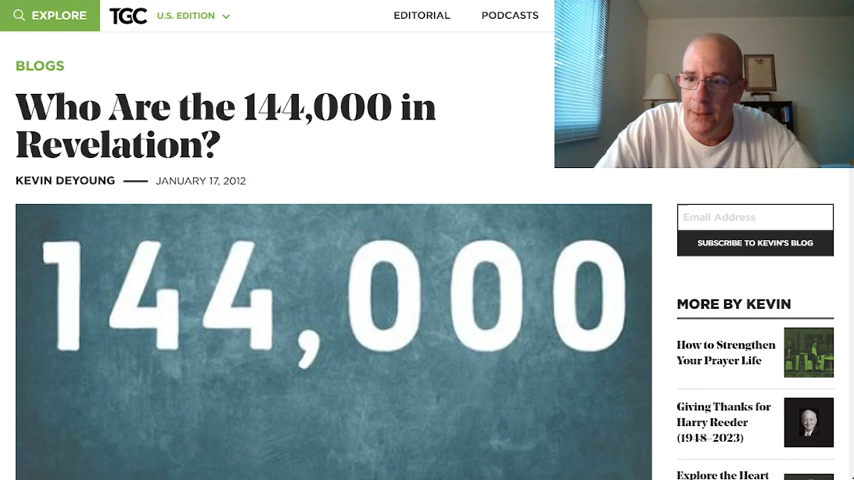 EXPLORE
TGC
U.S. EDITION
EDITORIAL
PODCASTS
BLOGS
Who Are the 144,000 in
Revelation?
KEVIN DEYOUNG
JANUARY 17, 2012
144,000
Email Address
SUBSCRIBE TO KEVIN'S BLOG
MORE BY KEVIN
How to Strengthen
Your Prayer Life
Giving Thanks for
Harry Reeder
(1948–2023)
Explore the Heart